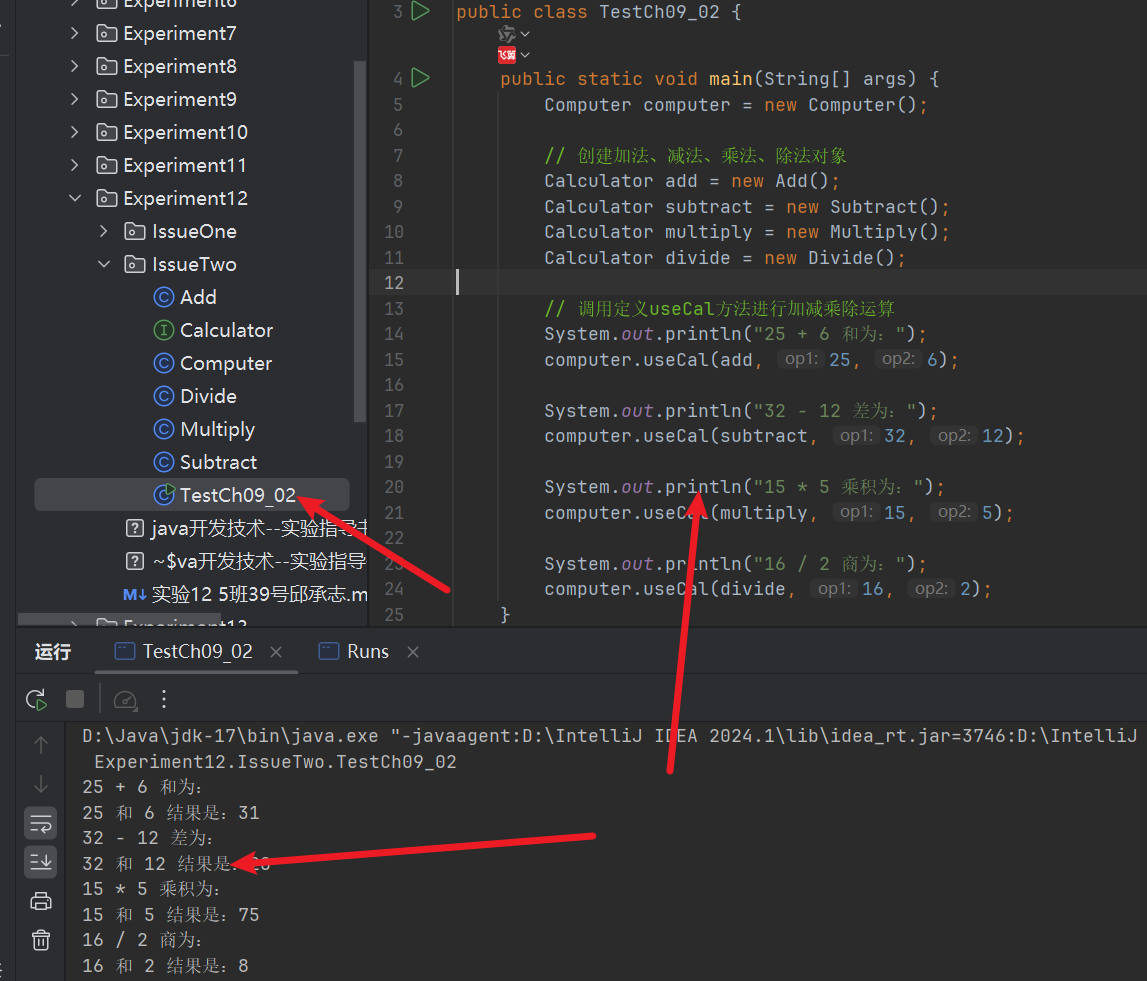 Experiment6
Experiment7
Experiment8
Experiment9
Experiment10
Experiment11
Experiment12
IssueOne
IssueTwo
Add
Calculator
Computer
Divide
Multiply
Subtract
TestCh09_02
java开发技术--实验指导书
~$va开发技术--实验指导
M↓ 实验12 5班39号邱承志.m
Experiment13
3 public class TestCh09_02 {
飞算
4 public static void main(String[] args) {
5 Computer computer = new Computer();
6
7 // 创建加法、减法、乘法、除法对象
8 Calculator add = new Add();
9 Calculator subtract = new Subtract();
10 Calculator multiply = new Multiply();
11 Calculator divide = new Divide();
12
13 // 调用定义useCal方法进行加减乘除运算
14 System.out.println("25 + 6 和为：");
15 computer.useCal(add, op1: 25, op2: 6);
16
17 System.out.println("32 - 12 差为：");
18 computer.useCal(subtract, op1: 32, op2: 12);
19
20 System.out.println("15 * 5 乘积为：");
21 computer.useCal(multiply, op1: 15, op2: 5);
22
23 System.out.println("16 / 2 商为：");
24 computer.useCal(divide, op1: 16, op2: 2);
25 }
运行 TestCh09_02 Runs
D:\Java\jdk-17\bin\java.exe "-javaagent:D:\IntelliJ IDEA 2024.1\lib\idea_rt.jar=3746:D:\IntelliJ
Experiment12.IssueTwo.TestCh09_02
25 + 6 和为：
25 和 6 结果是：31
32 - 12 差为：
32 和 12 结果是：20
15 * 5 乘积为：
15 和 5 结果是：75
16 / 2 商为：
16 和 2 结果是：8